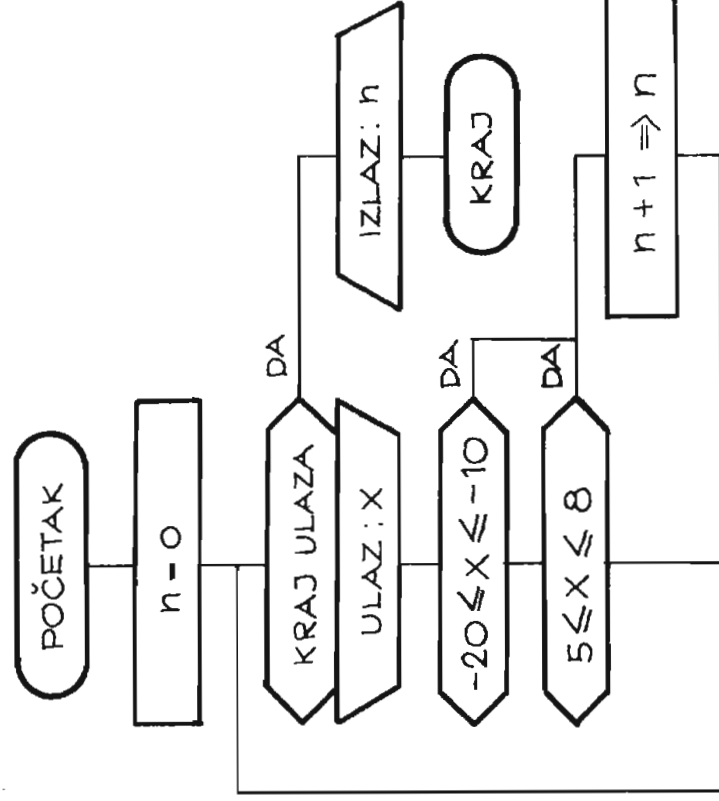 POČETAK
n = 0
KRAJ ULAZA
DA
ULAZ : X
IZLAZ : n
KRAJ
-20 ⩽ X ⩽ -10
DA
5 ⩽ X ⩽ 8
DA
n + 1 ⇒ n